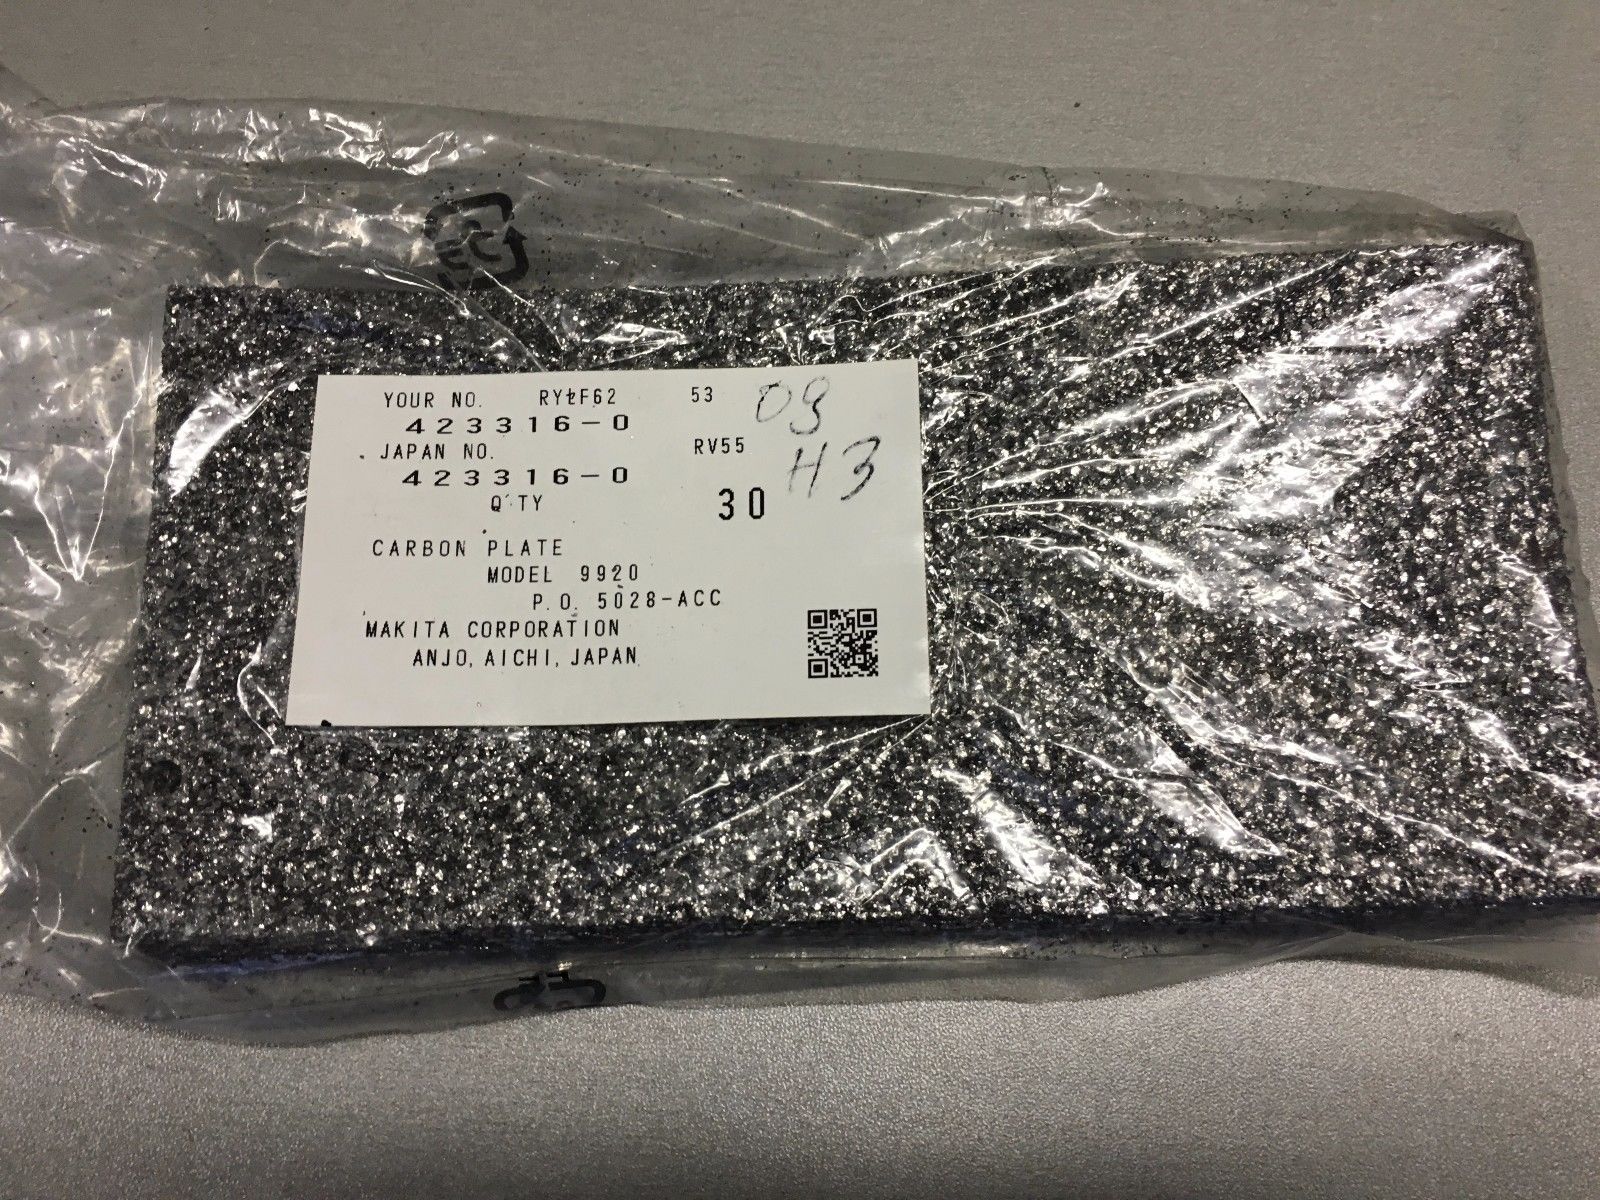 YOUR NO. RYLF62 53
423316-0
JAPAN NO. RV55
423316-0
Q'TY 30
H3
CARBON PLATE
MODEL 9920
P.O. 5028-ACC
MAKITA CORPORATION
ANJO, AICHI, JAPAN